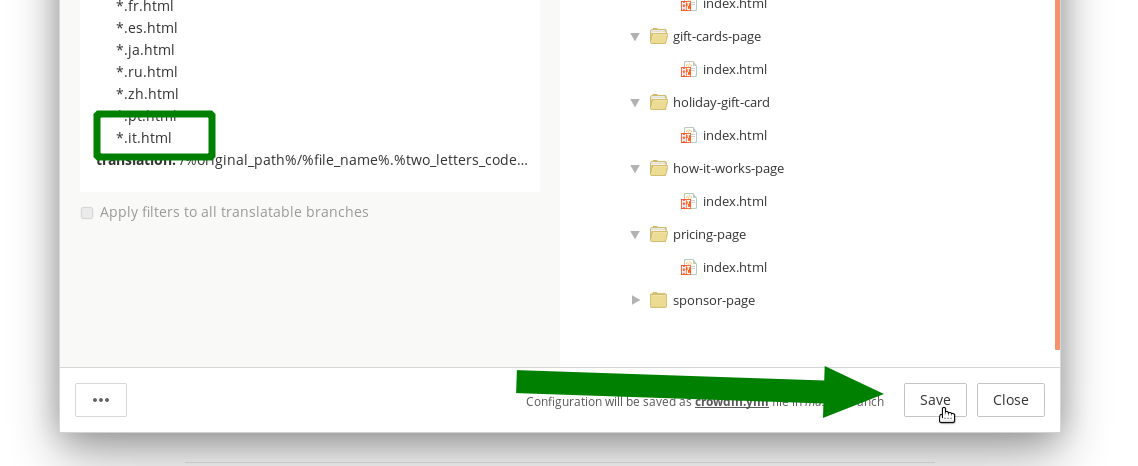 *.fr.html
*.es.html
*.ja.html
*.ru.html
*.zh.html
*.pt.html
*.it.html
translation: /%original_path%/%file_name%.%two_letters_code...
Apply filters to all translatable branches
index.html
gift-cards-page
index.html
holiday-gift-card
index.html
how-it-works-page
index.html
pricing-page
index.html
sponsor-page
Configuration will be saved as crowdin.yml file in
Save
Close